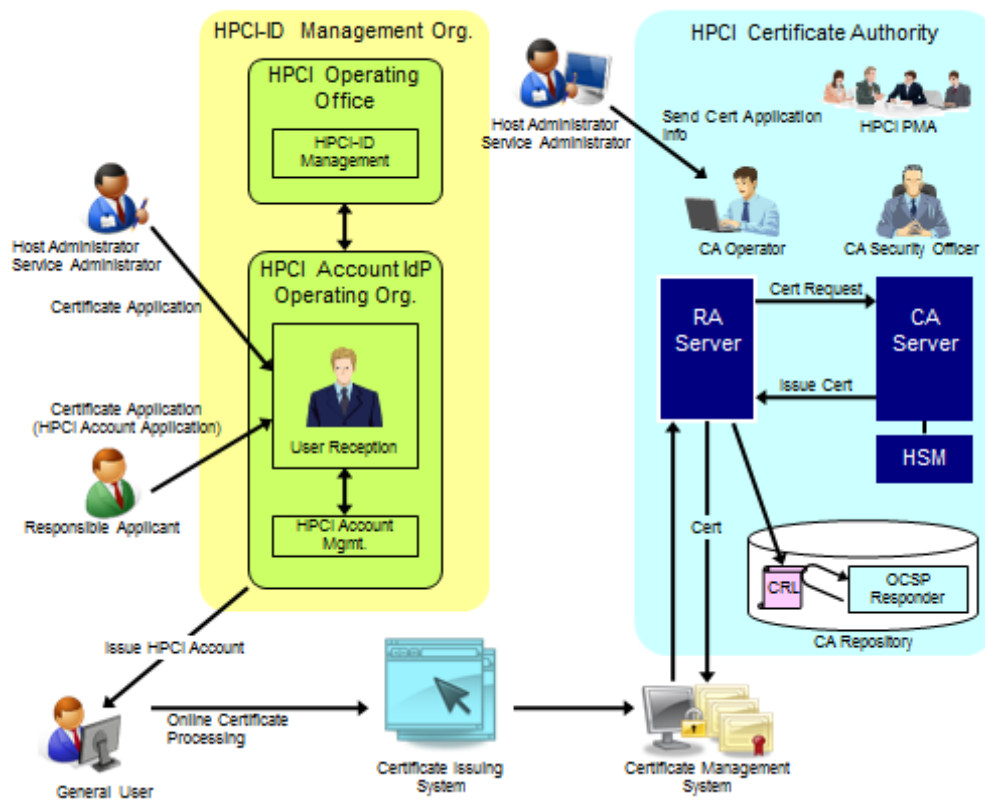 HPCI-ID Management Org.
HPCI Operating
Office
HPCI-ID
Management
Host Administrator
Service Administrator
Certificate Application
HPCI Account IdP
Operating Org.
User Reception
Certificate Application
(HPCI Account Application)
Responsible Applicant
HPCI Account
Mgmt.
Issue HPCI Account
General User
Online Certificate
Processing
Certificate Issuing
System
Certificate Management
System
Host Administrator
Service Administrator
Send Cert Application
Info
HPCI Certificate Authority
HPCI PMA
CA Operator
CA Security Officer
RA
Server
Cert Request
CA
Server
Issue Cert
HSM
Cert
CRL
OCSP
Responder
CA Repository